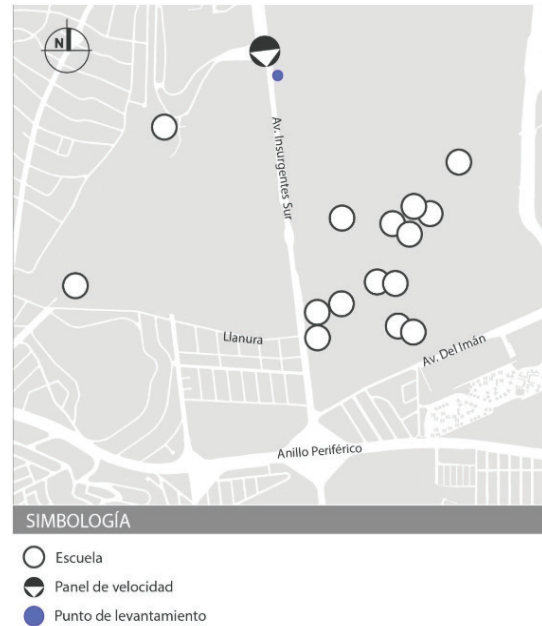 N
Av. Insurgentes Sur
Llanura
Av. Del Imán
Anillo Periférico
SIMBOLOGÍA
Escuela
Panel de velocidad
Punto de levantamiento